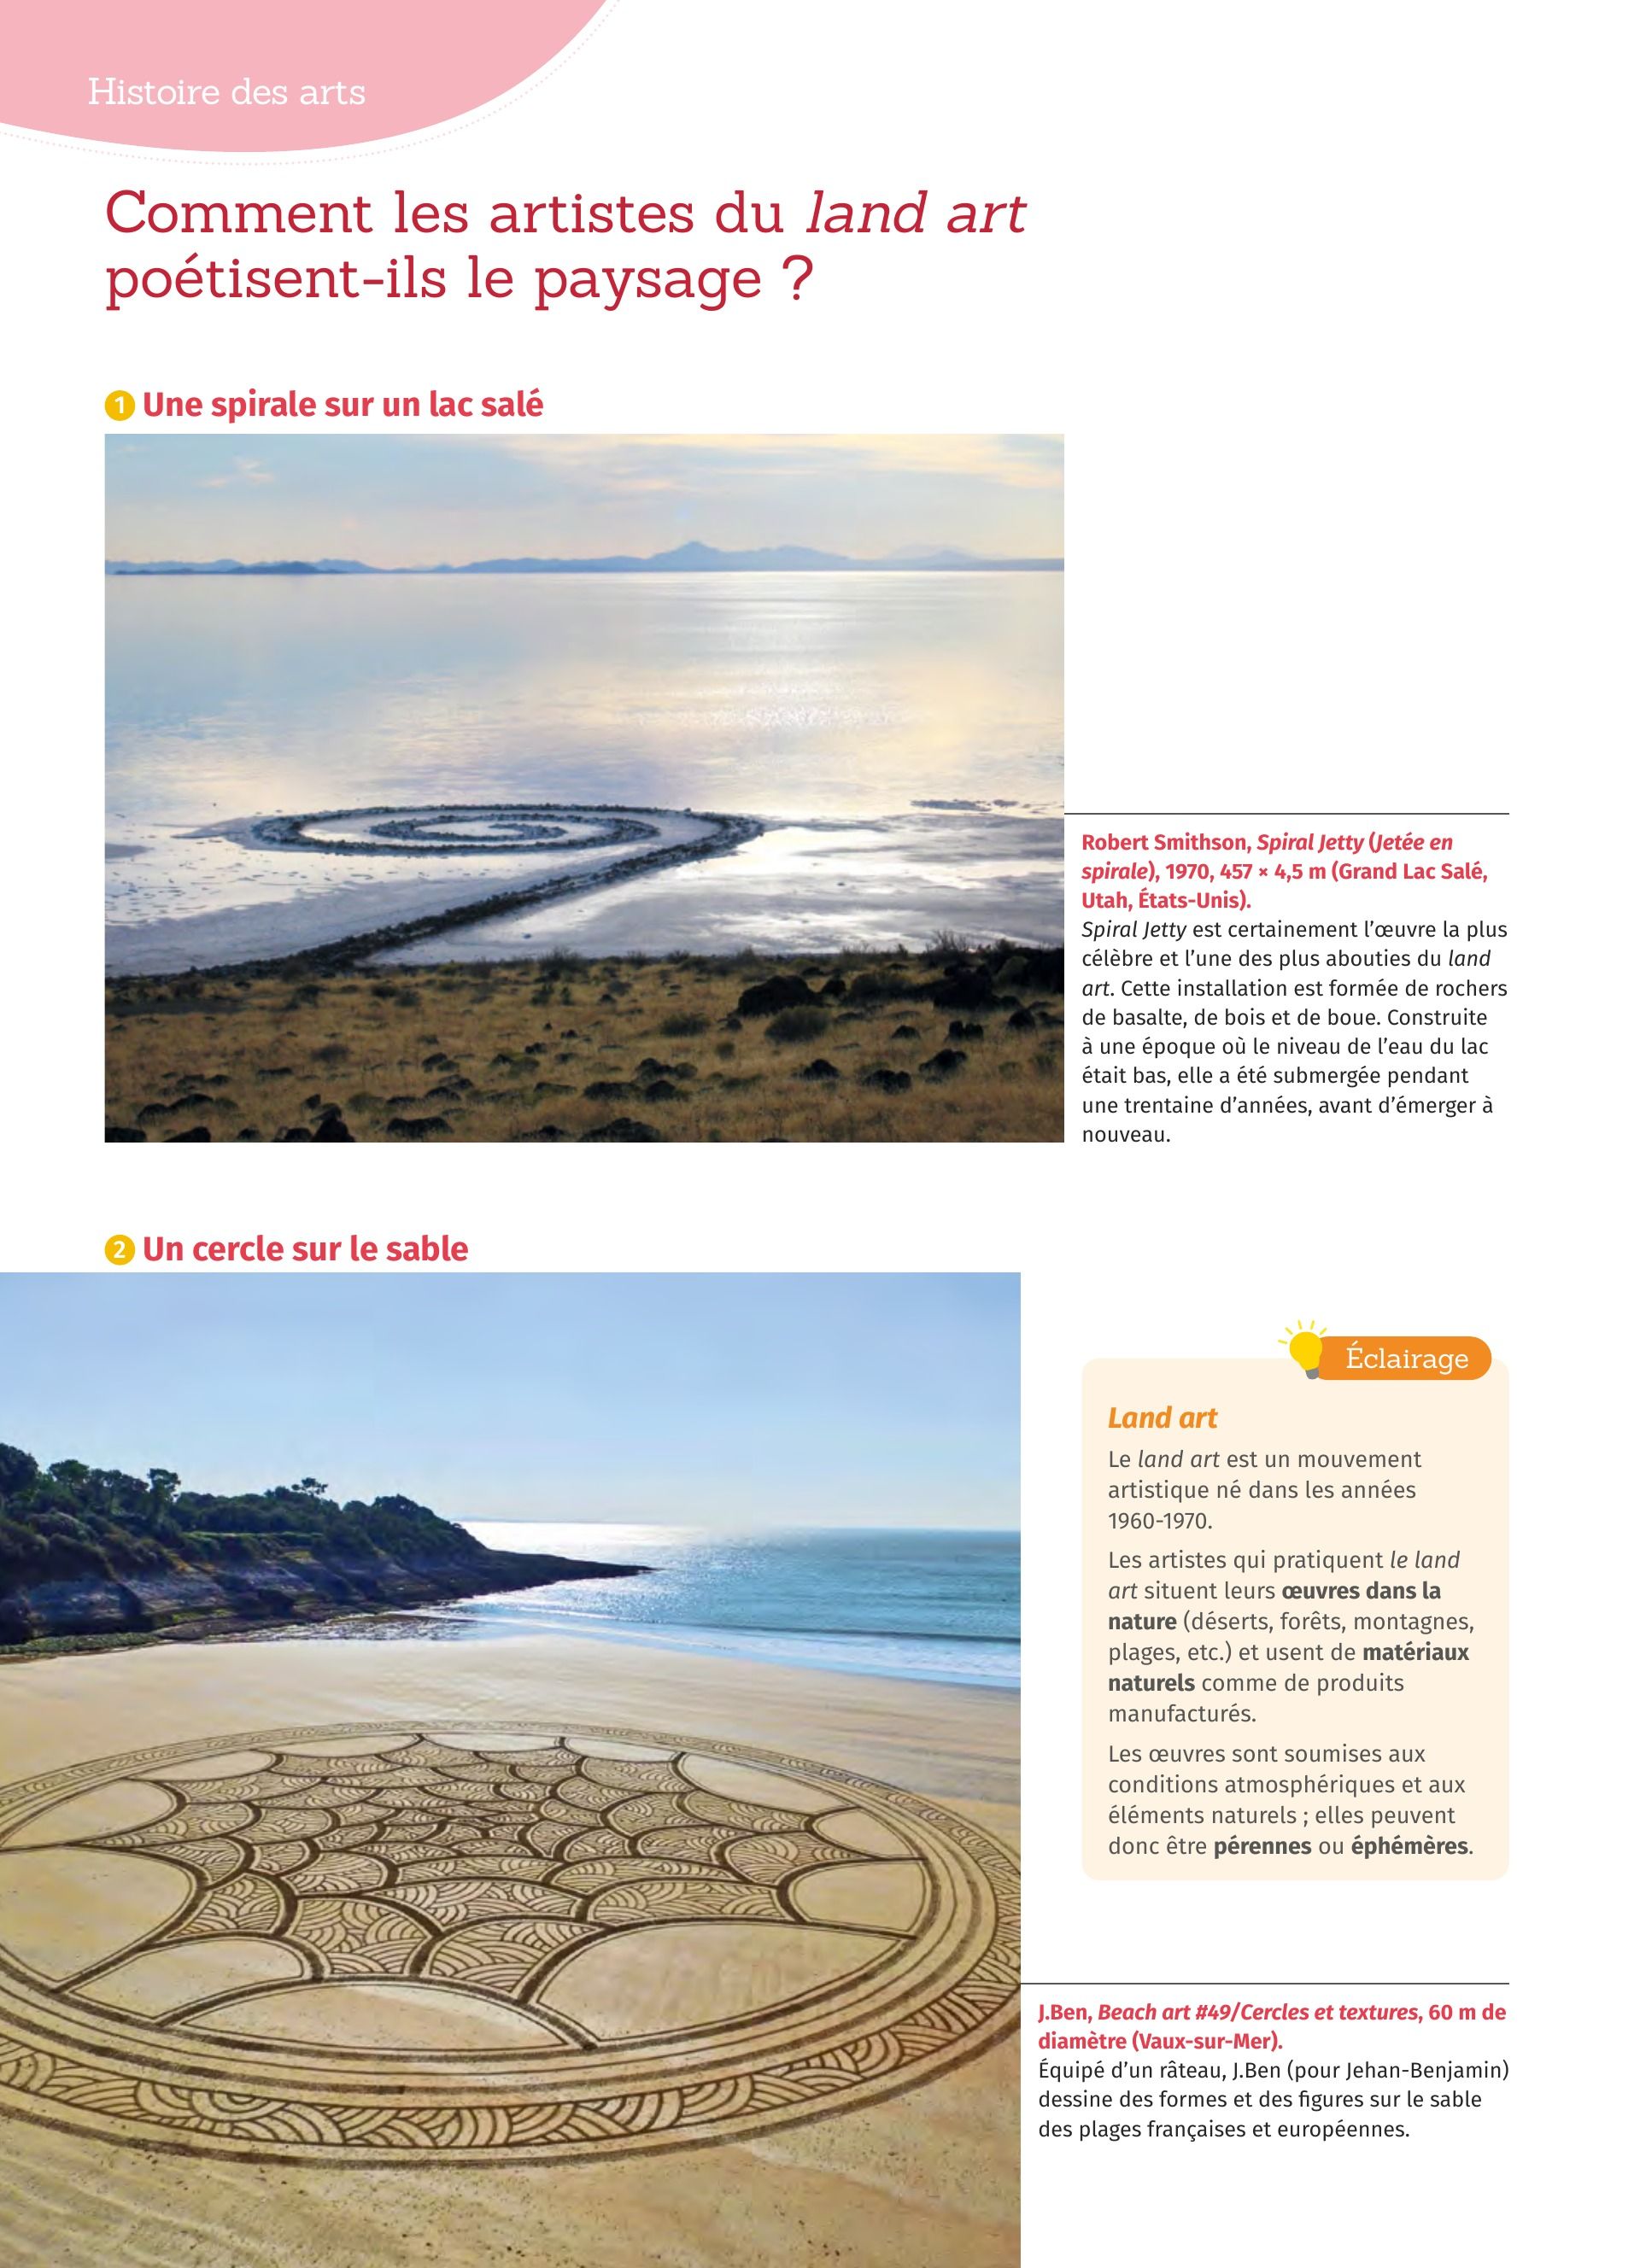 Histoire des arts
Comment les artistes du land art
poétisent-ils le paysage ?
1 Une spirale sur un lac salé
Robert Smithson, Spiral Jetty (Jetée en
spirale), 1970, 457 × 4,5 m (Grand Lac Salé,
Utah, États-Unis).
Spiral Jetty est certainement l’œuvre la plus
célèbre et l’une des plus abouties du land
art. Cette installation est formée de rochers
de basalte, de bois et de boue. Construite
à une époque où le niveau de l’eau du lac
était bas, elle a été submergée pendant
une trentaine d’années, avant d’émerger à
nouveau.
2 Un cercle sur le sable
Éclairage
Land art
Le land art est un mouvement
artistique né dans les années
1960-1970.
Les artistes qui pratiquent le land
art situent leurs œuvres dans la
nature (déserts, forêts, montagnes,
plages, etc.) et usent de matériaux
naturels comme de produits
manufacturés.
Les œuvres sont soumises aux
conditions atmosphériques et aux
éléments naturels ; elles peuvent
donc être pérennes ou éphémères.
J.Ben, Beach art #49/Cercles et textures, 60 m de
diamètre (Vaux-sur-Mer).
Équipé d’un râteau, J.Ben (pour Jehan-Benjamin)
dessine des formes et des figures sur le sable
des plages françaises et européennes.